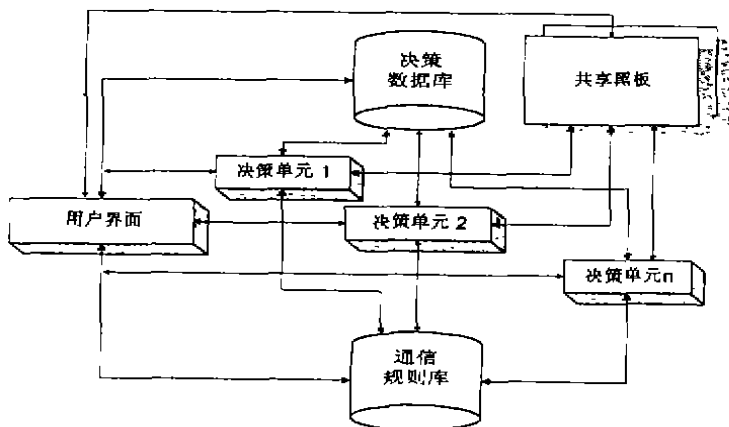 决策
数据库
共享黑板
决策单元 1
用户界面
决策单元 2
决策单元n
通信
规则库